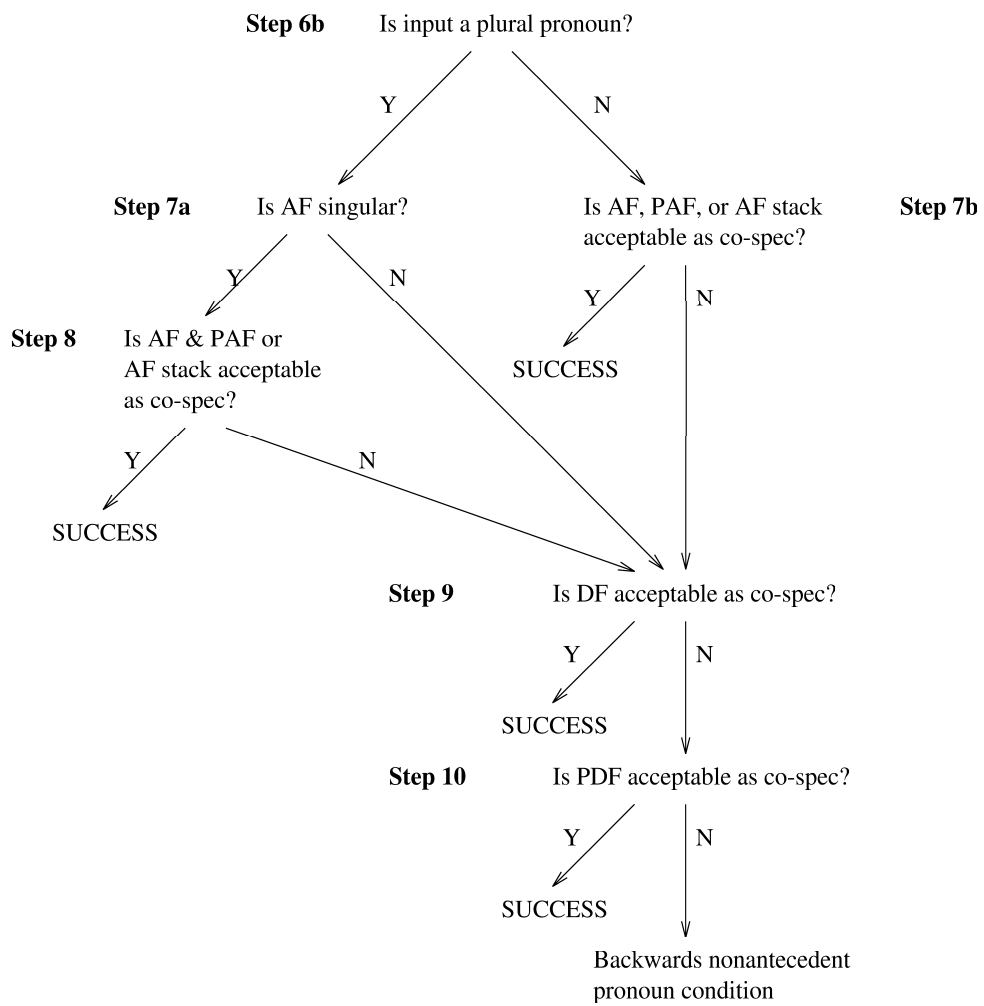 Step 6b Is input a plural pronoun?
Y N
Step 7a Is AF singular? Is AF, PAF, or AF stack Step 7b
acceptable as co-spec?
Y N Y N
Step 8 Is AF & PAF or
AF stack acceptable
as co-spec?
SUCCESS
Y N
SUCCESS
Step 9 Is DF acceptable as co-spec?
Y N
SUCCESS
Step 10 Is PDF acceptable as co-spec?
Y N
SUCCESS
Backwards nonantecedent
pronoun condition